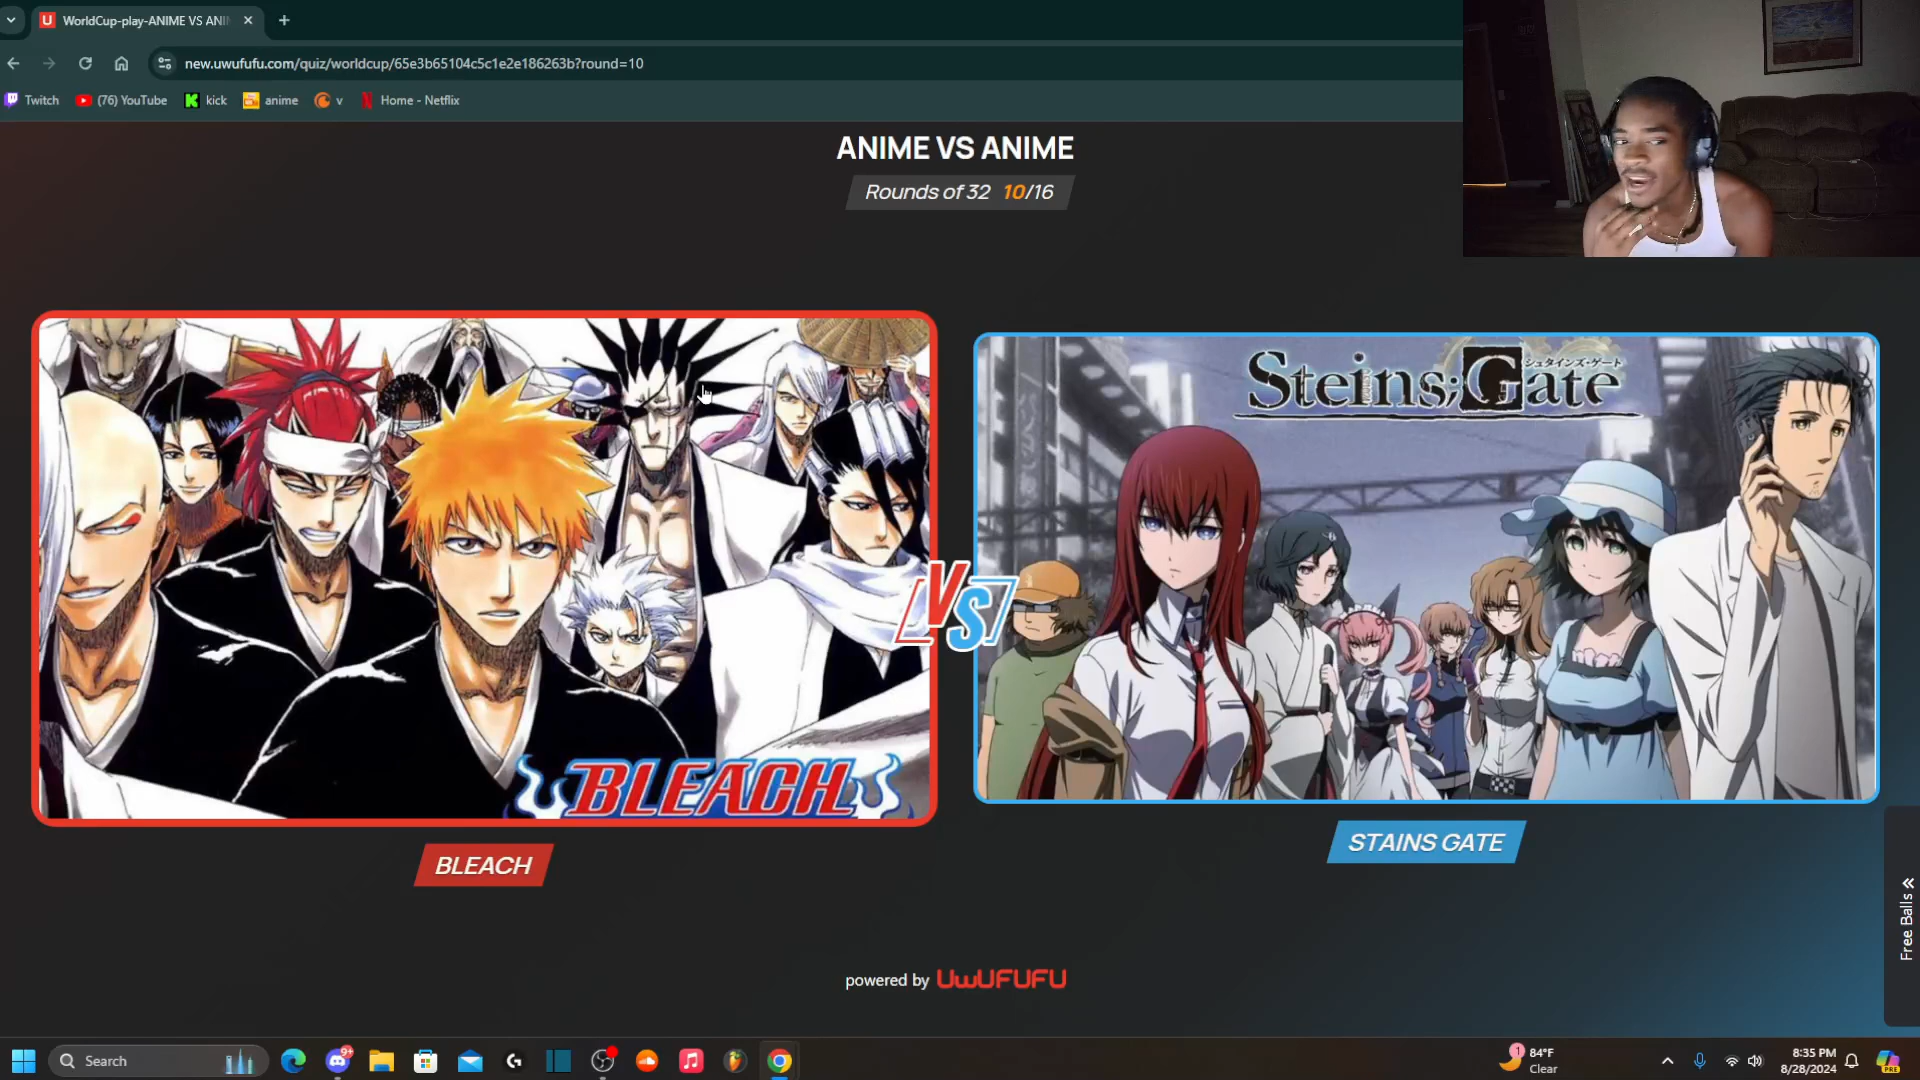 WorldCup-play-ANIME VS ANI
new.uwufufu.com/quiz/worldcup/65e3b65104c5c1e2e186263b?round=10
Twitch
(76) YouTube
kick
anime
v
Home - Netflix
ANIME VS ANIME
Rounds of 32 10/16
Steins;Gate
シュタインズ・ゲート
BLEACH
VS
BLEACH
STAINS GATE
Free Balls
powered by UwUFUFU
Search
9+
1
84°F
Clear
8:35 PM
8/28/2024
PRE